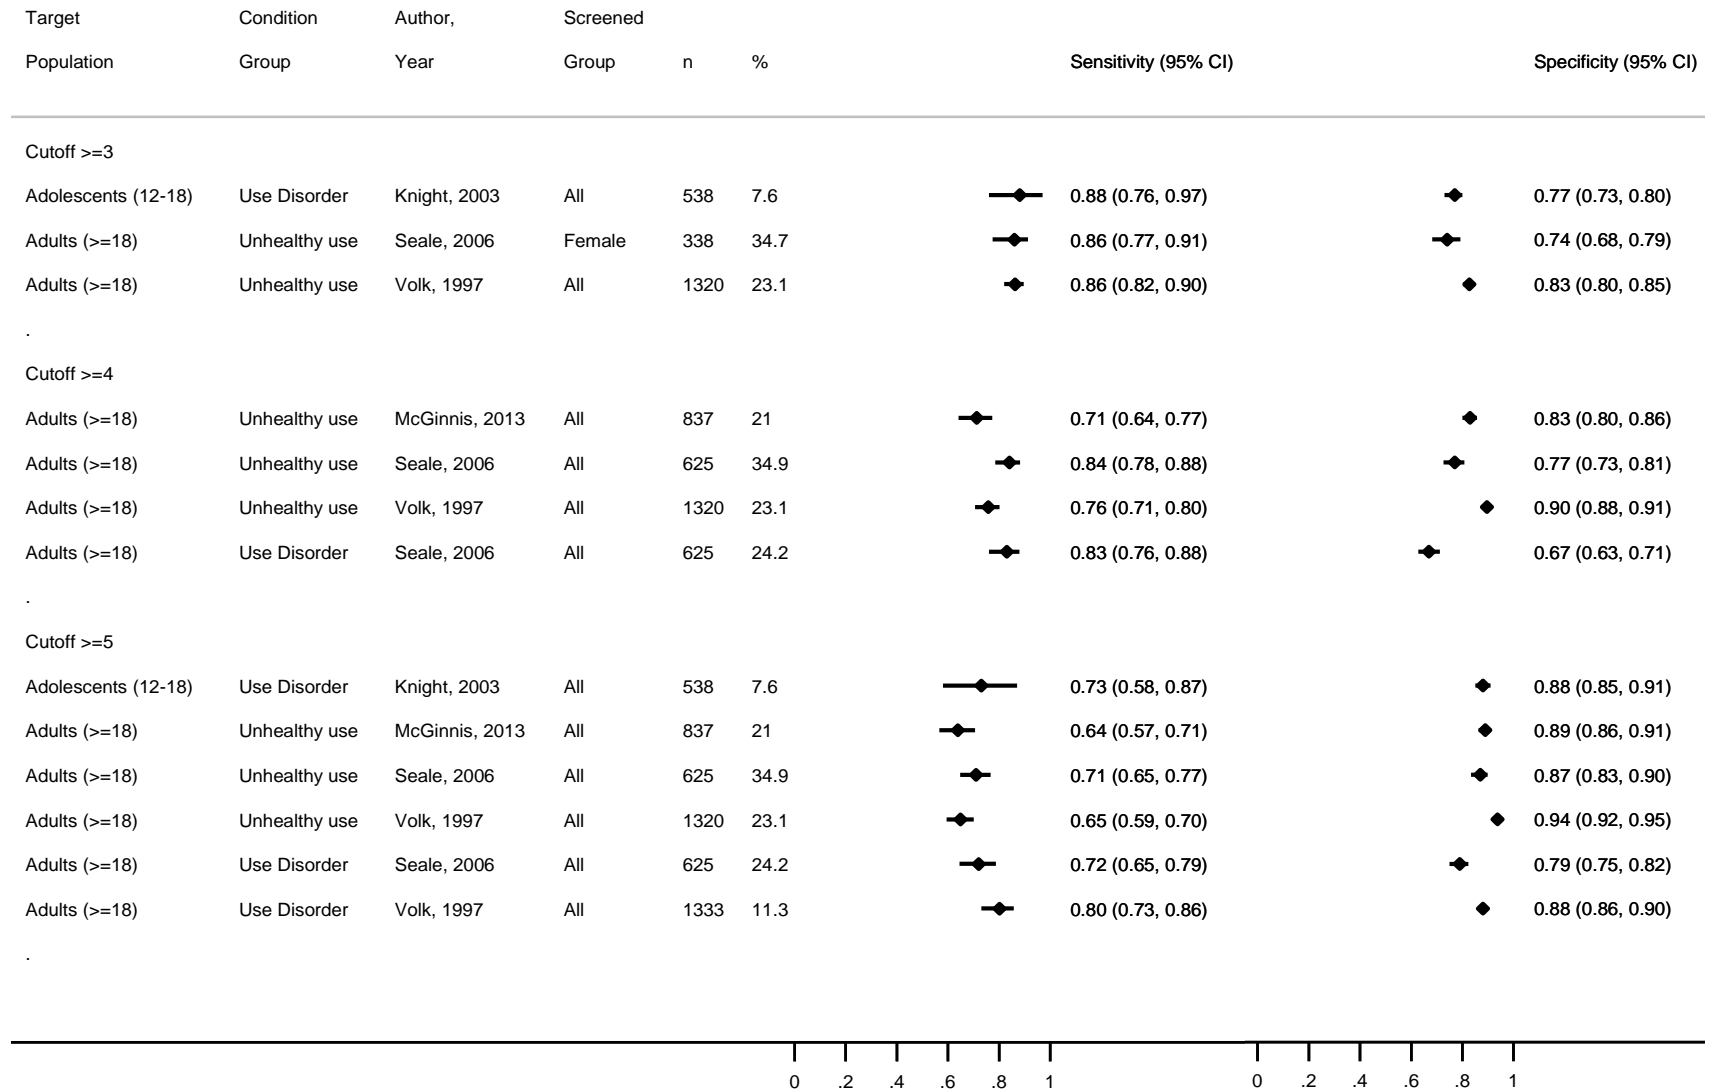 Target Condition Author, Screened
Population Group Year Group n % Sensitivity (95% CI) Specificity (95% CI)
Cutoff >=3
Adolescents (12-18) Use Disorder Knight, 2003 All 538 7.6 0.88 (0.76, 0.97) 0.77 (0.73, 0.80)
Adults (>=18) Unhealthy use Seale, 2006 Female 338 34.7 0.86 (0.77, 0.91) 0.74 (0.68, 0.79)
Adults (>=18) Unhealthy use Volk, 1997 All 1320 23.1 0.86 (0.82, 0.90) 0.83 (0.80, 0.85)
.
Cutoff >=4
Adults (>=18) Unhealthy use McGinnis, 2013 All 837 21 0.71 (0.64, 0.77) 0.83 (0.80, 0.86)
Adults (>=18) Unhealthy use Seale, 2006 All 625 34.9 0.84 (0.78, 0.88) 0.77 (0.73, 0.81)
Adults (>=18) Unhealthy use Volk, 1997 All 1320 23.1 0.76 (0.71, 0.80) 0.90 (0.88, 0.91)
Adults (>=18) Use Disorder Seale, 2006 All 625 24.2 0.83 (0.76, 0.88) 0.67 (0.63, 0.71)
.
Cutoff >=5
Adolescents (12-18) Use Disorder Knight, 2003 All 538 7.6 0.73 (0.58, 0.87) 0.88 (0.85, 0.91)
Adults (>=18) Unhealthy use McGinnis, 2013 All 837 21 0.64 (0.57, 0.71) 0.89 (0.86, 0.91)
Adults (>=18) Unhealthy use Seale, 2006 All 625 34.9 0.71 (0.65, 0.77) 0.87 (0.83, 0.90)
Adults (>=18) Unhealthy use Volk, 1997 All 1320 23.1 0.65 (0.59, 0.70) 0.94 (0.92, 0.95)
Adults (>=18) Use Disorder Seale, 2006 All 625 24.2 0.72 (0.65, 0.79) 0.79 (0.75, 0.82)
Adults (>=18) Use Disorder Volk, 1997 All 1333 11.3 0.80 (0.73, 0.86) 0.88 (0.86, 0.90)
.
0 .2 .4 .6 .8 1 0 .2 .4 .6 .8 1